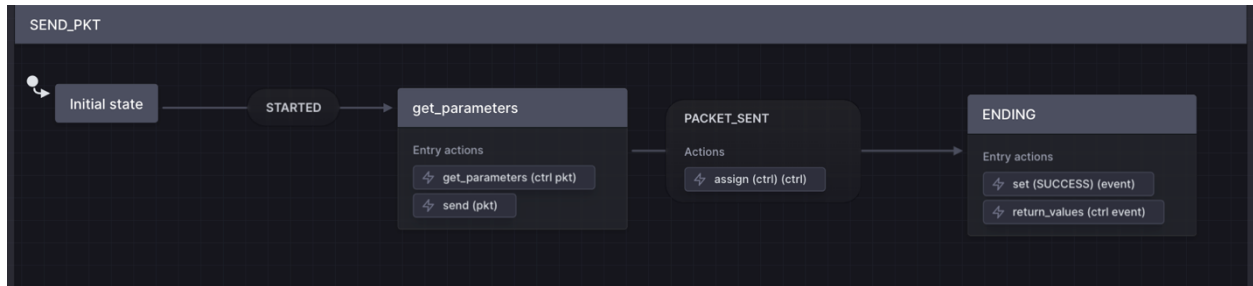 SEND_PKT
Initial state
STARTED
get_parameters
Entry actions
get_parameters (ctrl pkt)
send (pkt)
PACKET_SENT
Actions
assign (ctrl) (ctrl)
ENDING
Entry actions
set (SUCCESS) (event)
return_values (ctrl event)